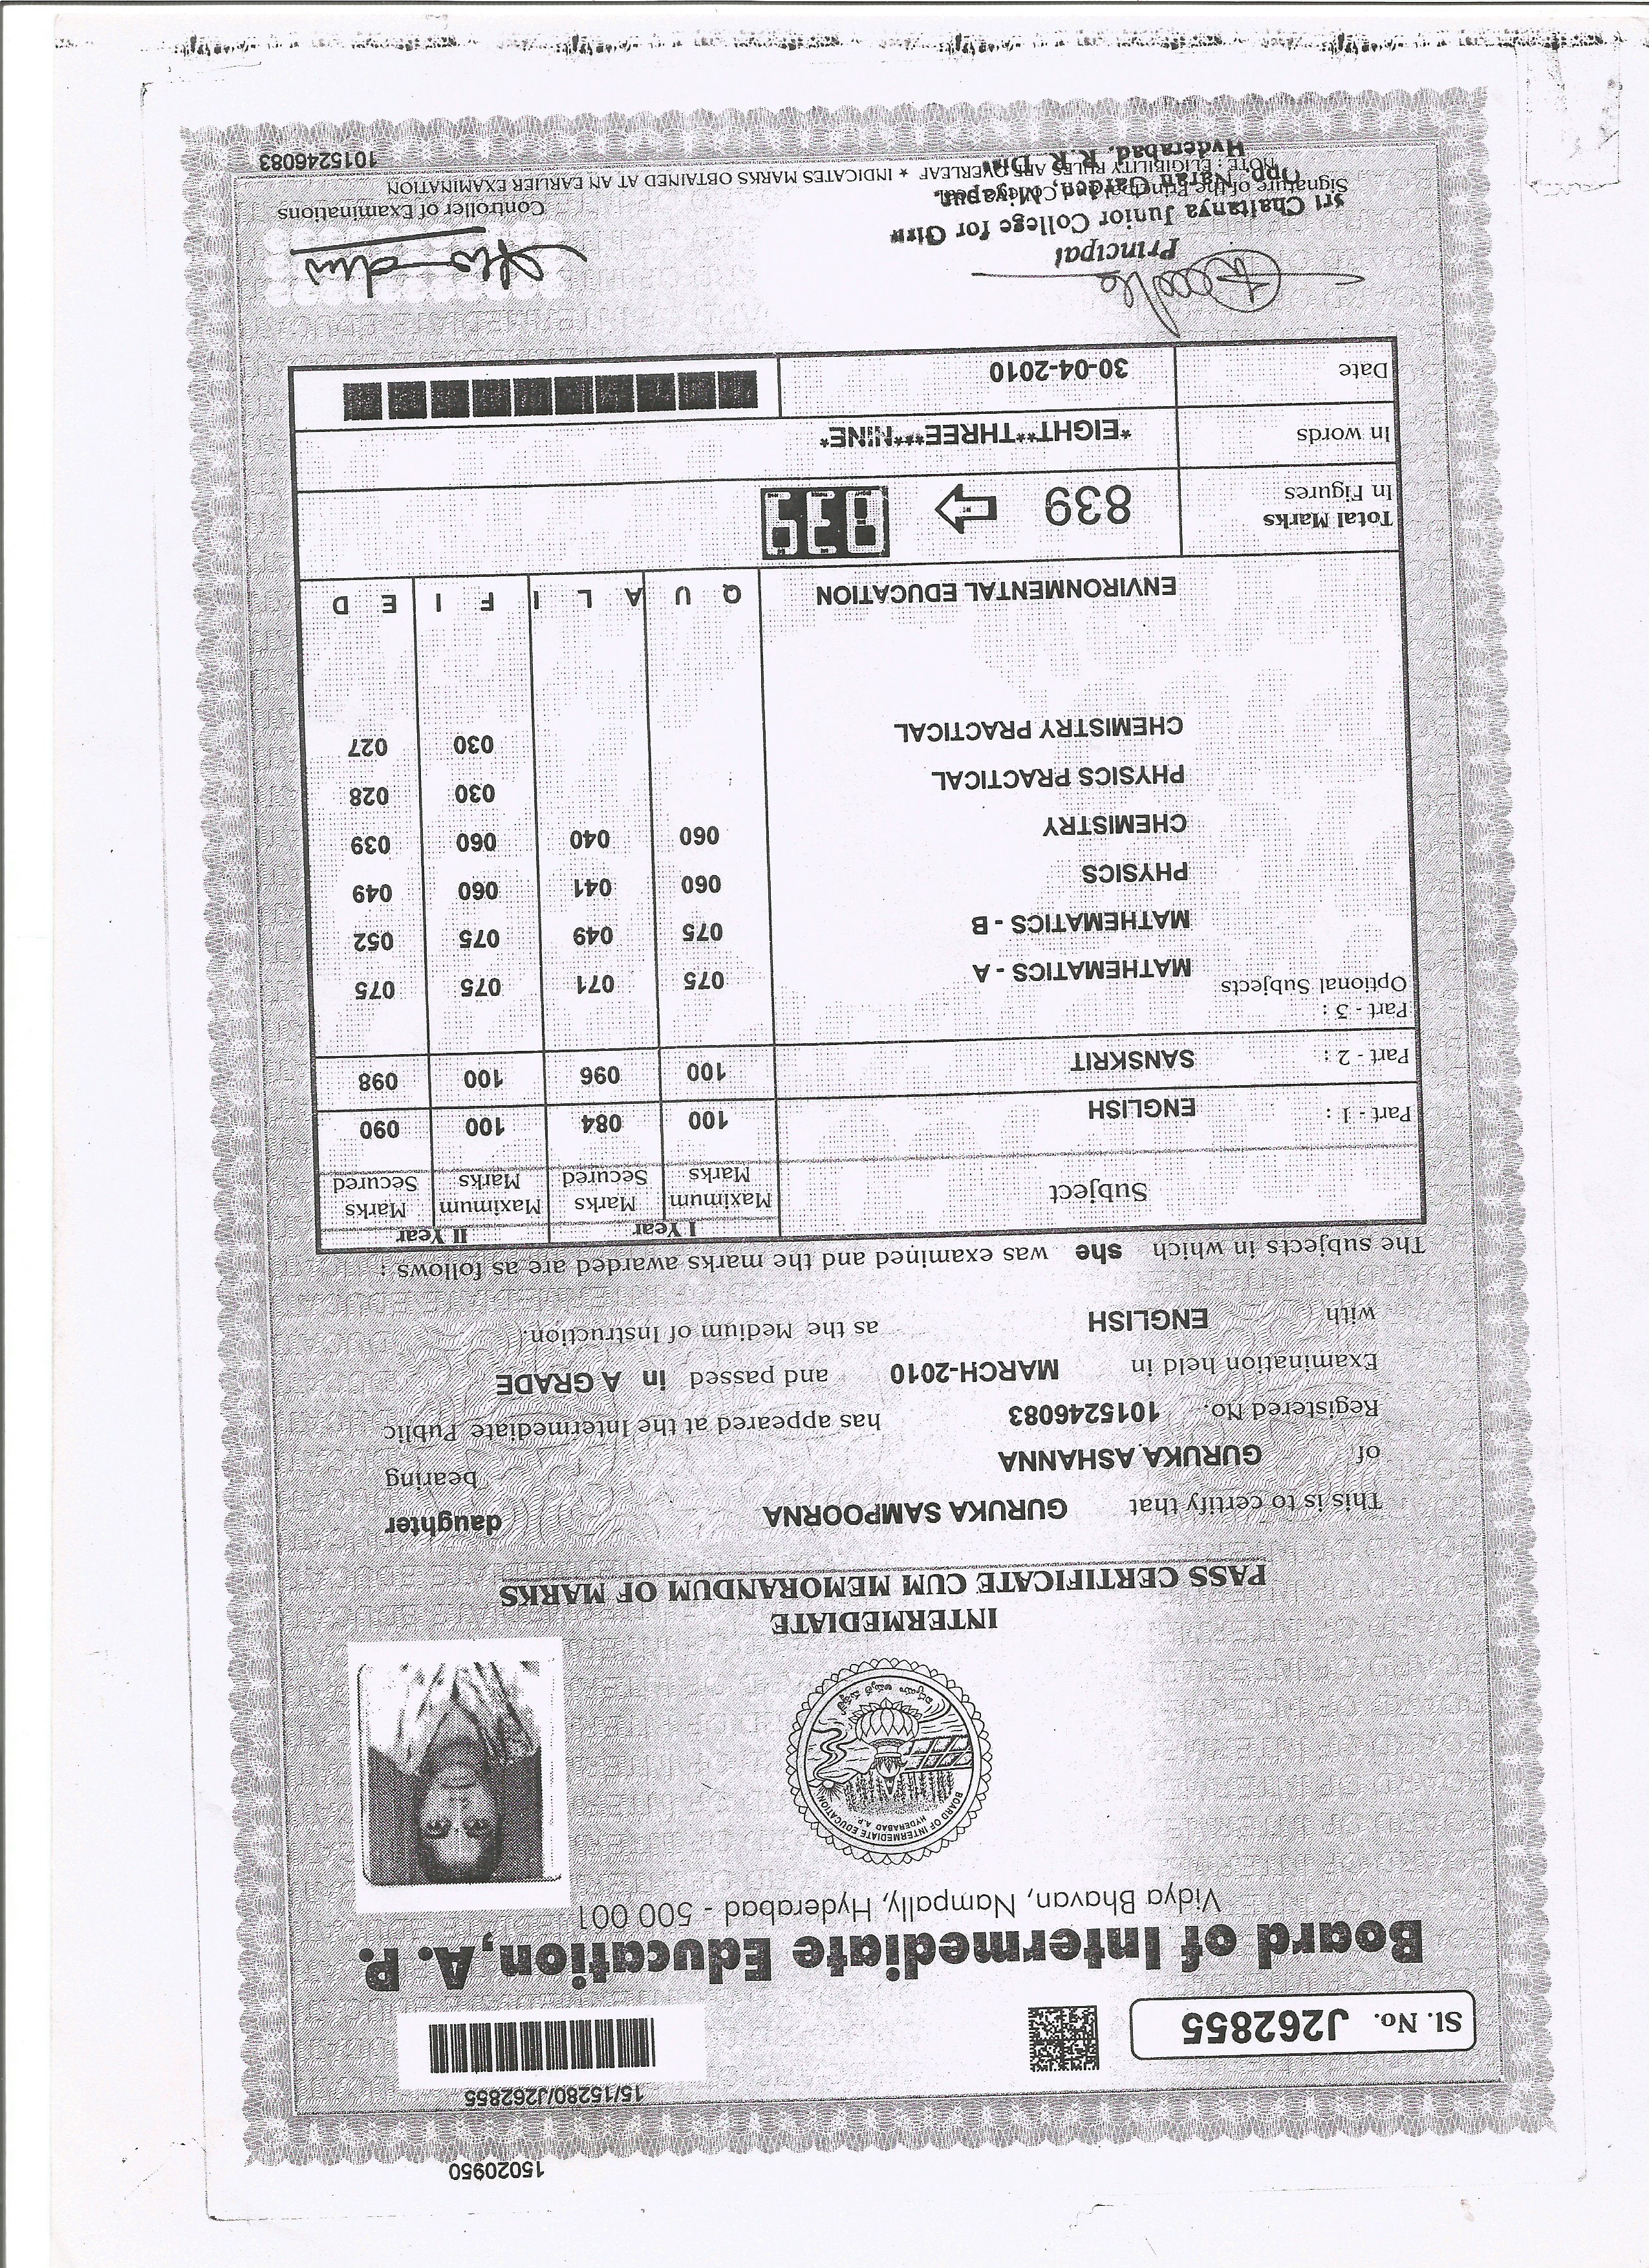 15020950
15/15280/J262855
Sl. No. J262855
Board of Intermediate Education, A. P.
Vidya Bhavan, Nampally, Hyderabad - 500 001
BOARD OF INTERMEDIATE EDUCATION
HYDERABAD A.P.
INTERMEDIATE
PASS CERTIFICATE CUM MEMORANDUM OF MARKS
This is to certify that GURUKA SAMPOORNA daughter
of GURUKA ASHANNA bearing
Registered No. 1015246083 has appeared at the Intermediate Public
Examination held in MARCH-2010 and passed in A GRADE
with ENGLISH as the Medium of Instruction.
The subjects in which she was examined and the marks awarded are as follows :
Subject I Year II Year
Maximum Marks Marks Secured Maximum Marks Marks Secured
Part - 1 : ENGLISH 100 084 100 090
Part - 2 : SANSKRIT 100 096 100 098
Part - 3 :
Optional Subjects
MATHEMATICS - A 075 071 075 075
MATHEMATICS - B 075 049 075 052
PHYSICS 060 041 060 049
CHEMISTRY 060 040 060 039
PHYSICS PRACTICAL 030 028
CHEMISTRY PRACTICAL 030 027
ENVIRONMENTAL EDUCATION Q U A L I F I E D
Total Marks
In Figures 839 839
In words *EIGHT**THREE***NINE*
Date 30-04-2010
Principal
Sri Chaitanya Junior College for Girls
Signature of the Principal and College Seal.
Opp. Naran Garden, Miyapur,
Controller of Examinations
NOTE : ELIGIBILITY RULES ARE OVERLEAF ★ INDICATES MARKS OBTAINED AT AN EARLIER EXAMINATION
Hyderabad, R.R. Dist
1015246083